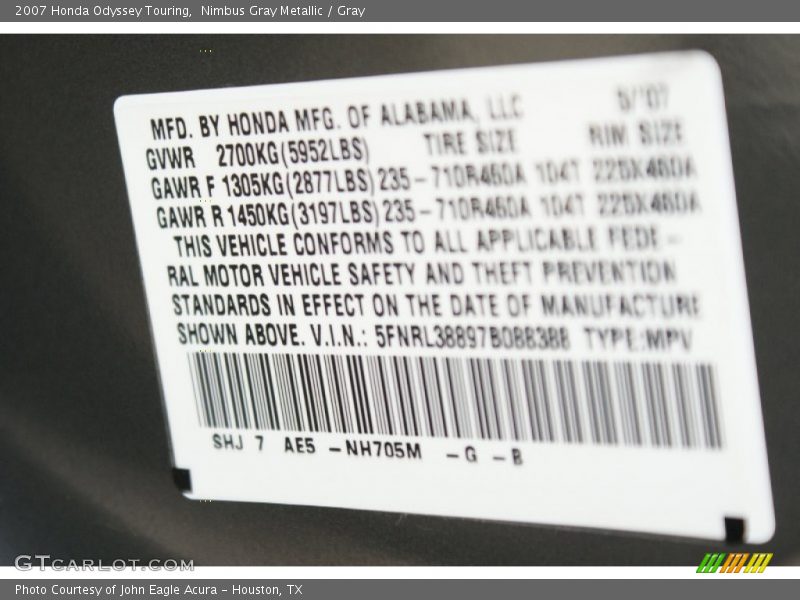 2007 Honda Odyssey Touring, Nimbus Gray Metallic / Gray
MFD. BY HONDA MFG. OF ALABAMA, LLC 5/'07
GVWR 2700KG(5952LBS) TIRE SIZE RIM SIZE
GAWR F 1305KG(2877LBS) 235-710R460A 104T 225X460A
GAWR R 1450KG(3197LBS) 235-710R460A 104T 225X460A
THIS VEHICLE CONFORMS TO ALL APPLICABLE FEDE-
RAL MOTOR VEHICLE SAFETY AND THEFT PREVENTION
STANDARDS IN EFFECT ON THE DATE OF MANUFACTURE
SHOWN ABOVE. V.I.N.: TYPE:MPV
SHJ 7 AE5 -NH705M -G -B
GTcarlot.com
Photo Courtesy of John Eagle Acura - Houston, TX